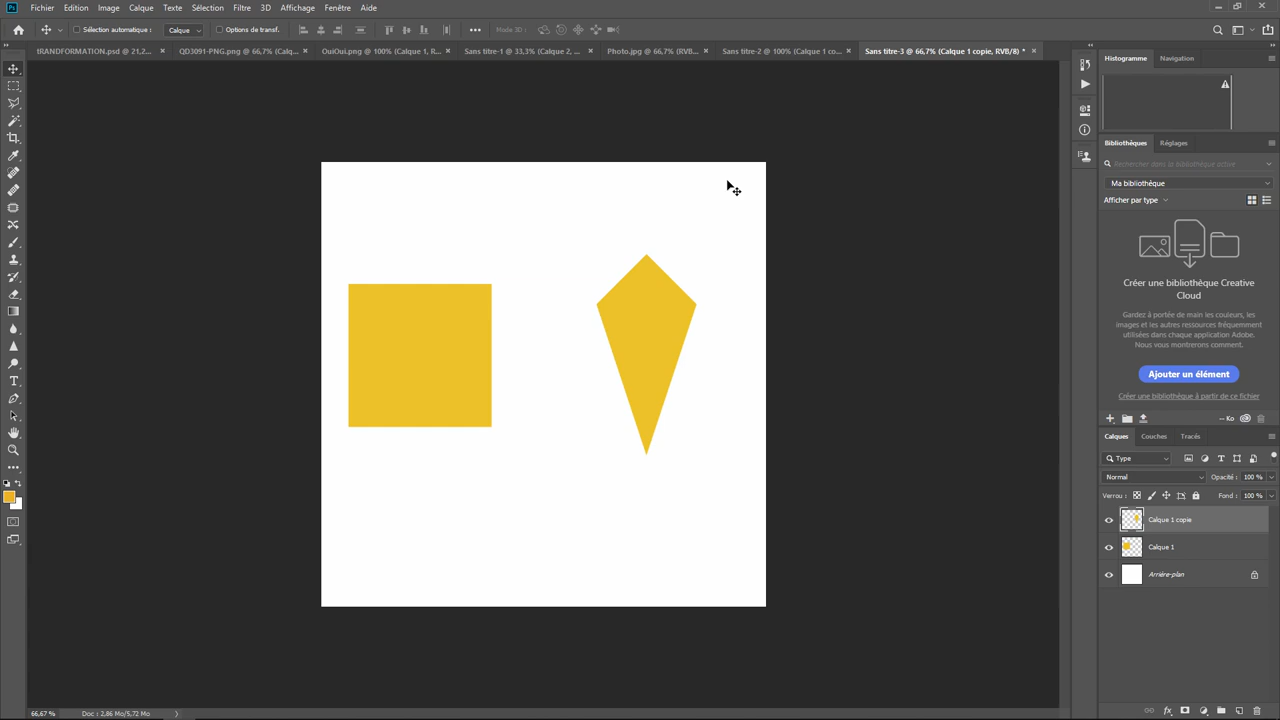 Ps Fichier Edition Image Calque Texte Sélection Filtre 3D Affichage Fenêtre Aide
Sélection automatique : Calque Options de transf. Mode 3D :
tRANDFORMATION.psd @ 21,2... QD3091-PNG.png @ 66,7% (Calq... OuiOui.png @ 100% (Calque 1, R... Sans titre-1 @ 33,3% (Calque 2, ... Photo.jpg @ 66,7% (RVB... Sans titre-2 @ 100% (Calque 1 co... Sans titre-3 @ 66,7% (Calque 1 copie, RVB/8) *
Histogramme Navigation
Bibliothèques Réglages
Rechercher dans la bibliothèque active
Ma bibliothèque
Afficher par type
Créer une bibliothèque Creative
Cloud
Gardez à portée de main les couleurs, les
images et les autres ressources fréquemment
utilisées dans chaque application Adobe.
Nous vous montrerons comment.
Ajouter un élément
Créer une bibliothèque à partir de ce fichier
-- Ko
Calques Couches Tracés
Type
Normal Opacité : 100 %
Verrou : Fond : 100 %
Calque 1 copie
Calque 1
Arrière-plan
66,67 % Doc : 2,86 Mo/5,72 Mo